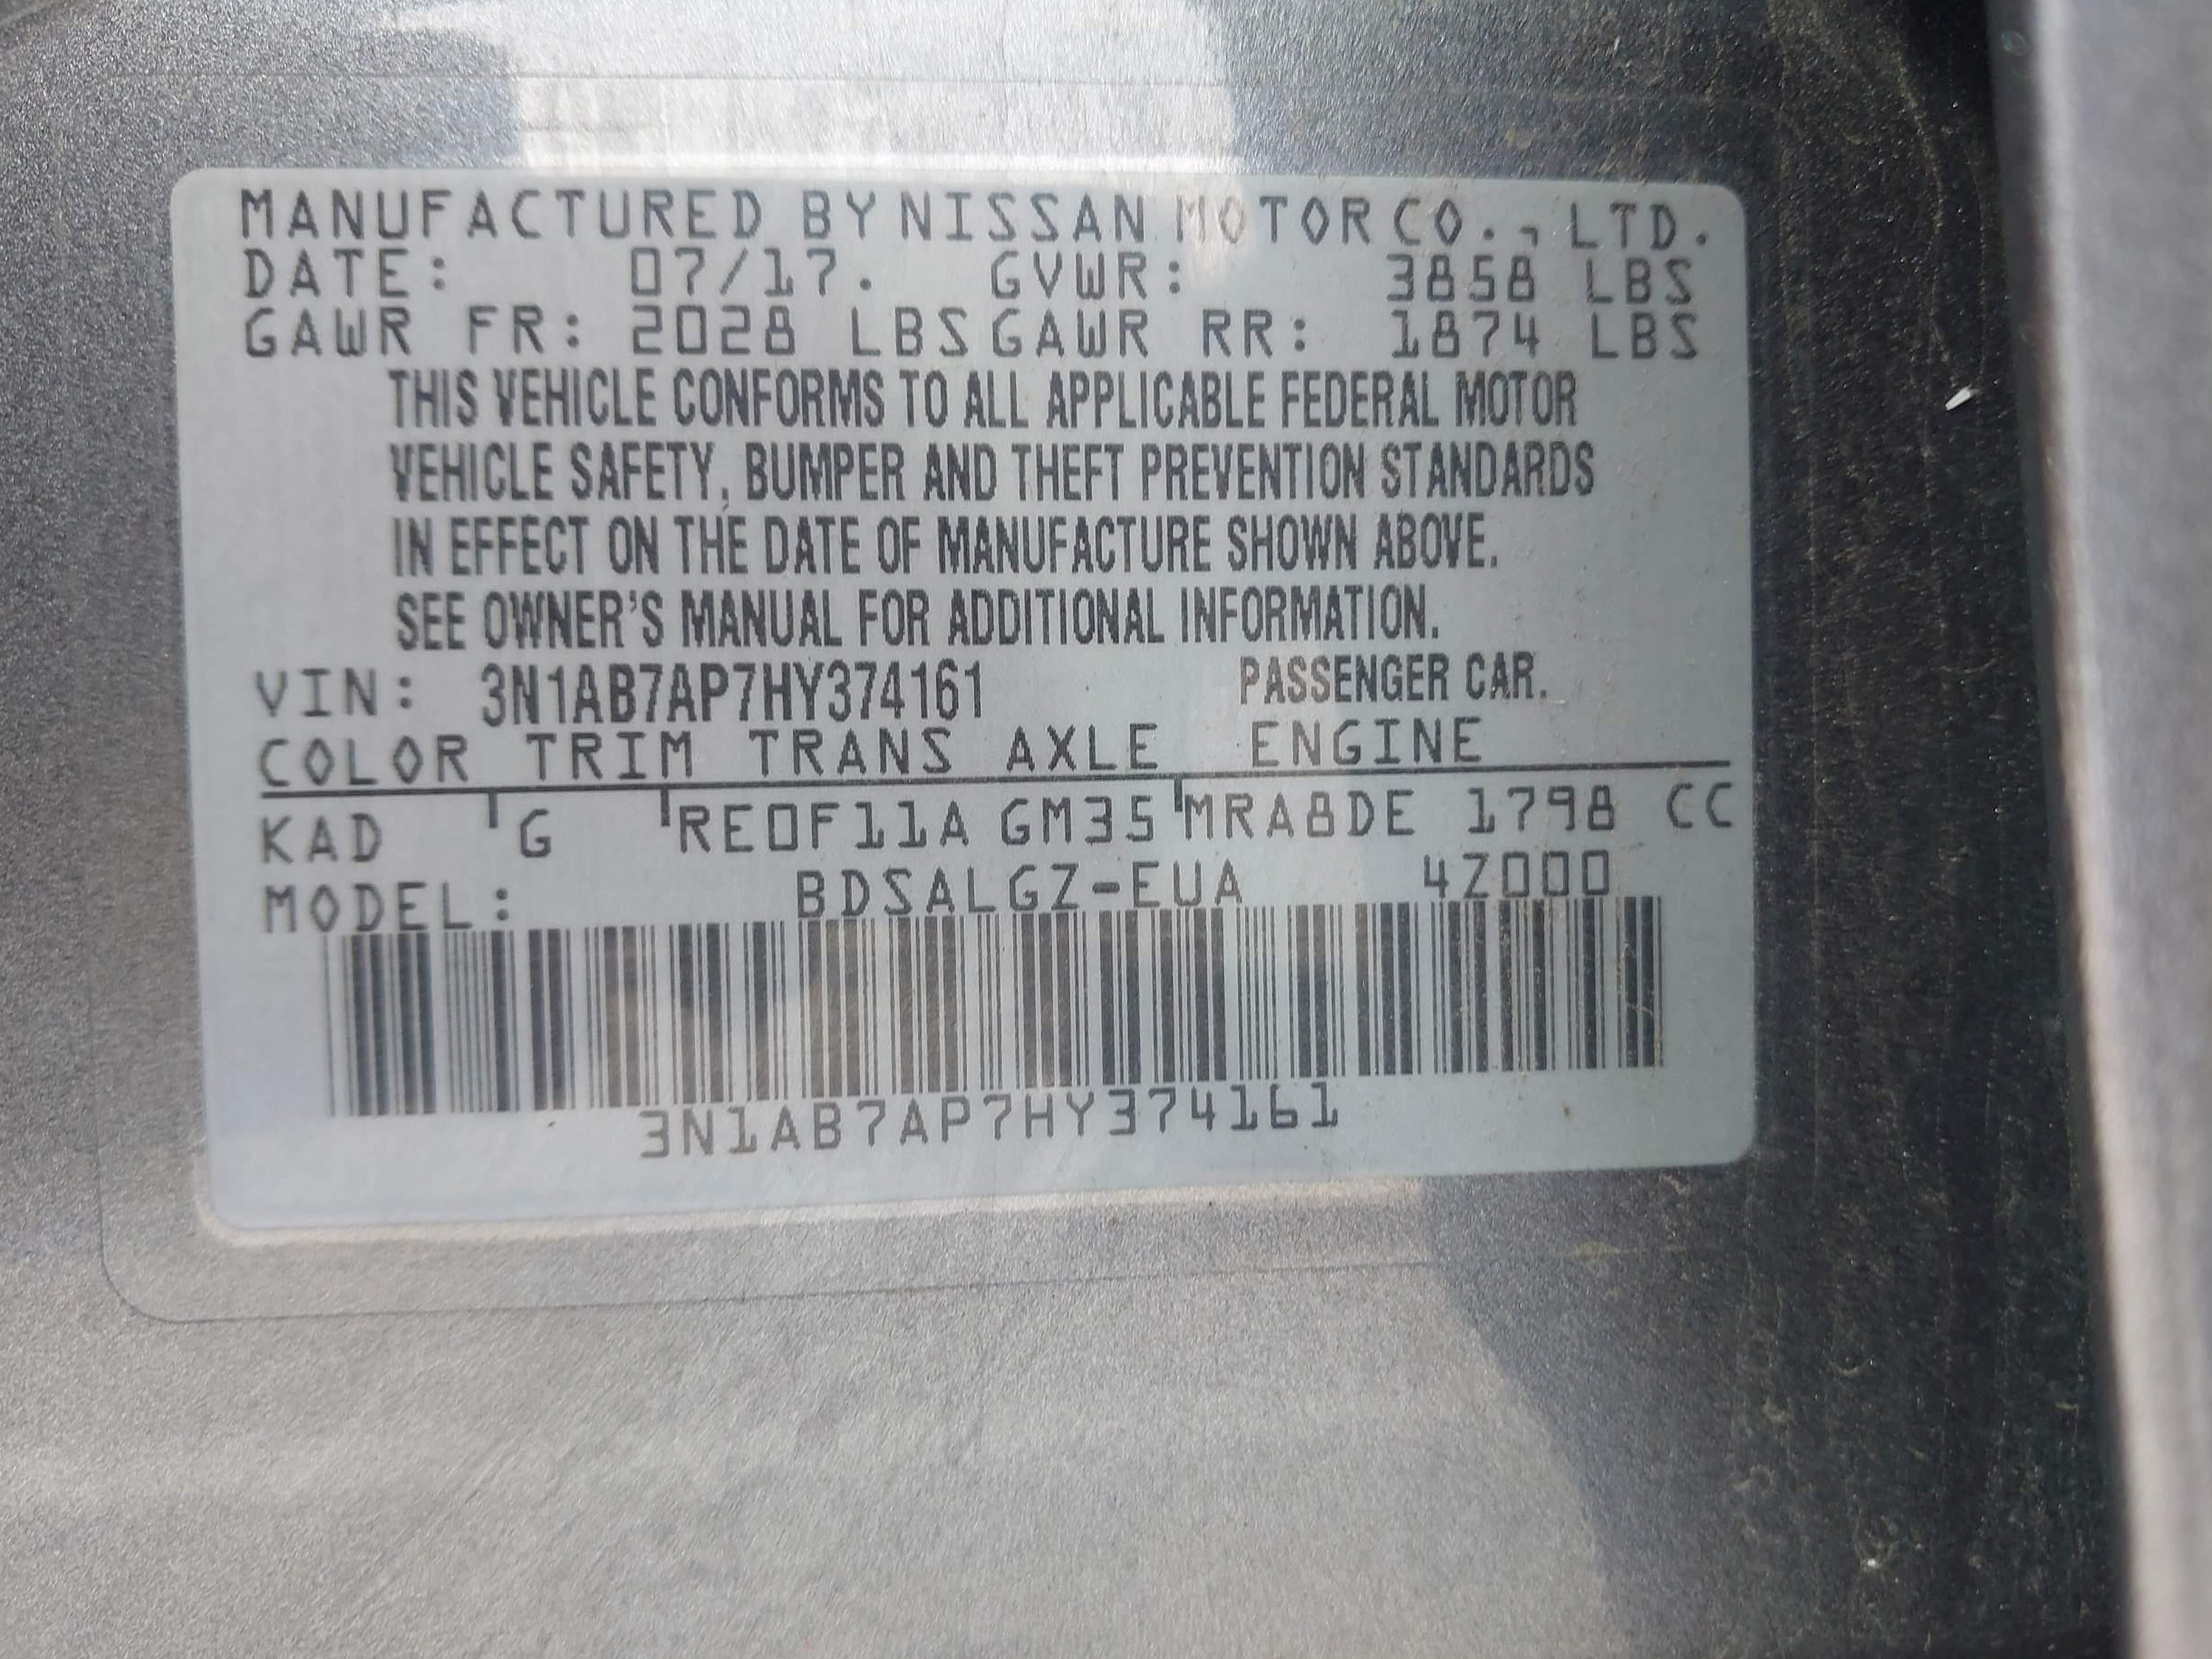 MANUFACTURED BY NISSAN MOTOR CO., LTD.
DATE: 07/17. GVWR: 3858 LBS
GAWR FR: 2028 LBS GAWR RR: 1874 LBS
THIS VEHICLE CONFORMS TO ALL APPLICABLE FEDERAL MOTOR
VEHICLE SAFETY, BUMPER AND THEFT PREVENTION STANDARDS
IN EFFECT ON THE DATE OF MANUFACTURE SHOWN ABOVE.
SEE OWNER'S MANUAL FOR ADDITIONAL INFORMATION.
VIN: 3N1AB7AP7HY374161 PASSENGER CAR.
COLOR TRIM TRANS AXLE ENGINE
KAD G RE0F11A GM35 MRA8DE 1798 CC
MODEL: BDSALGZ-EUA 4Z000
3N1AB7AP7HY374161